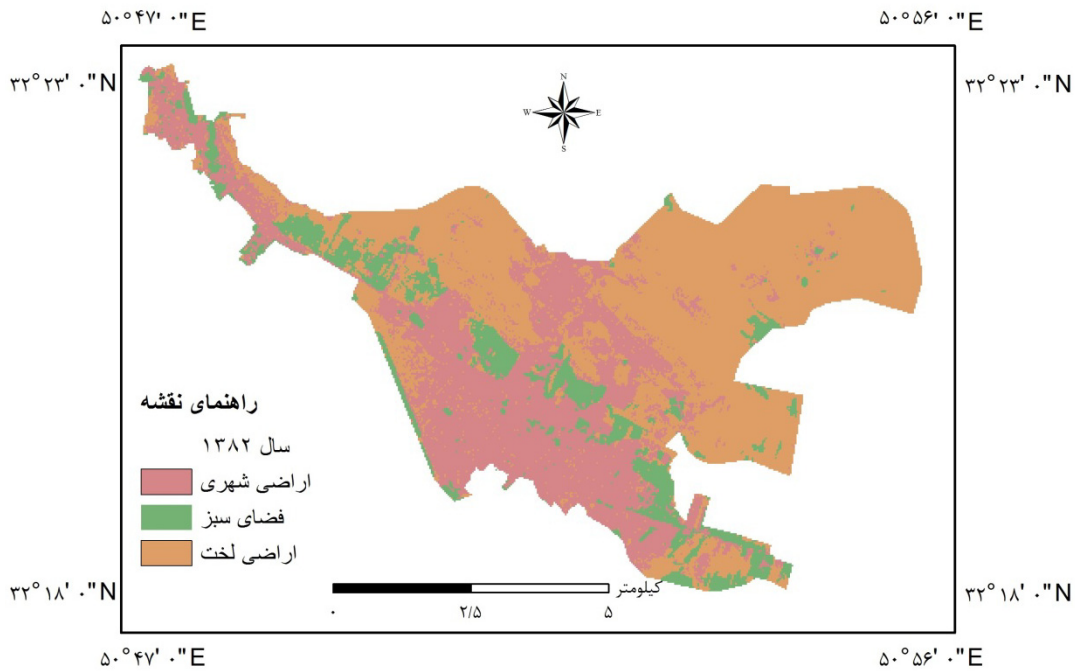 ۵۰°۴۷' ۰"E ۵۰°۵۶' ۰"E
۳۲°۲۳' ۰"N ۳۲°۲۳' ۰"N
N
W E
S
راهنمای نقشه
سال ۱۳۸۲
اراضی شهری
فضای سبز
اراضی لخت
کیلومتر
۰ ۲/۵ ۵
۳۲°۱۸' ۰"N ۳۲°۱۸' ۰"N
۵۰°۴۷' ۰"E ۵۰°۵۶' ۰"E